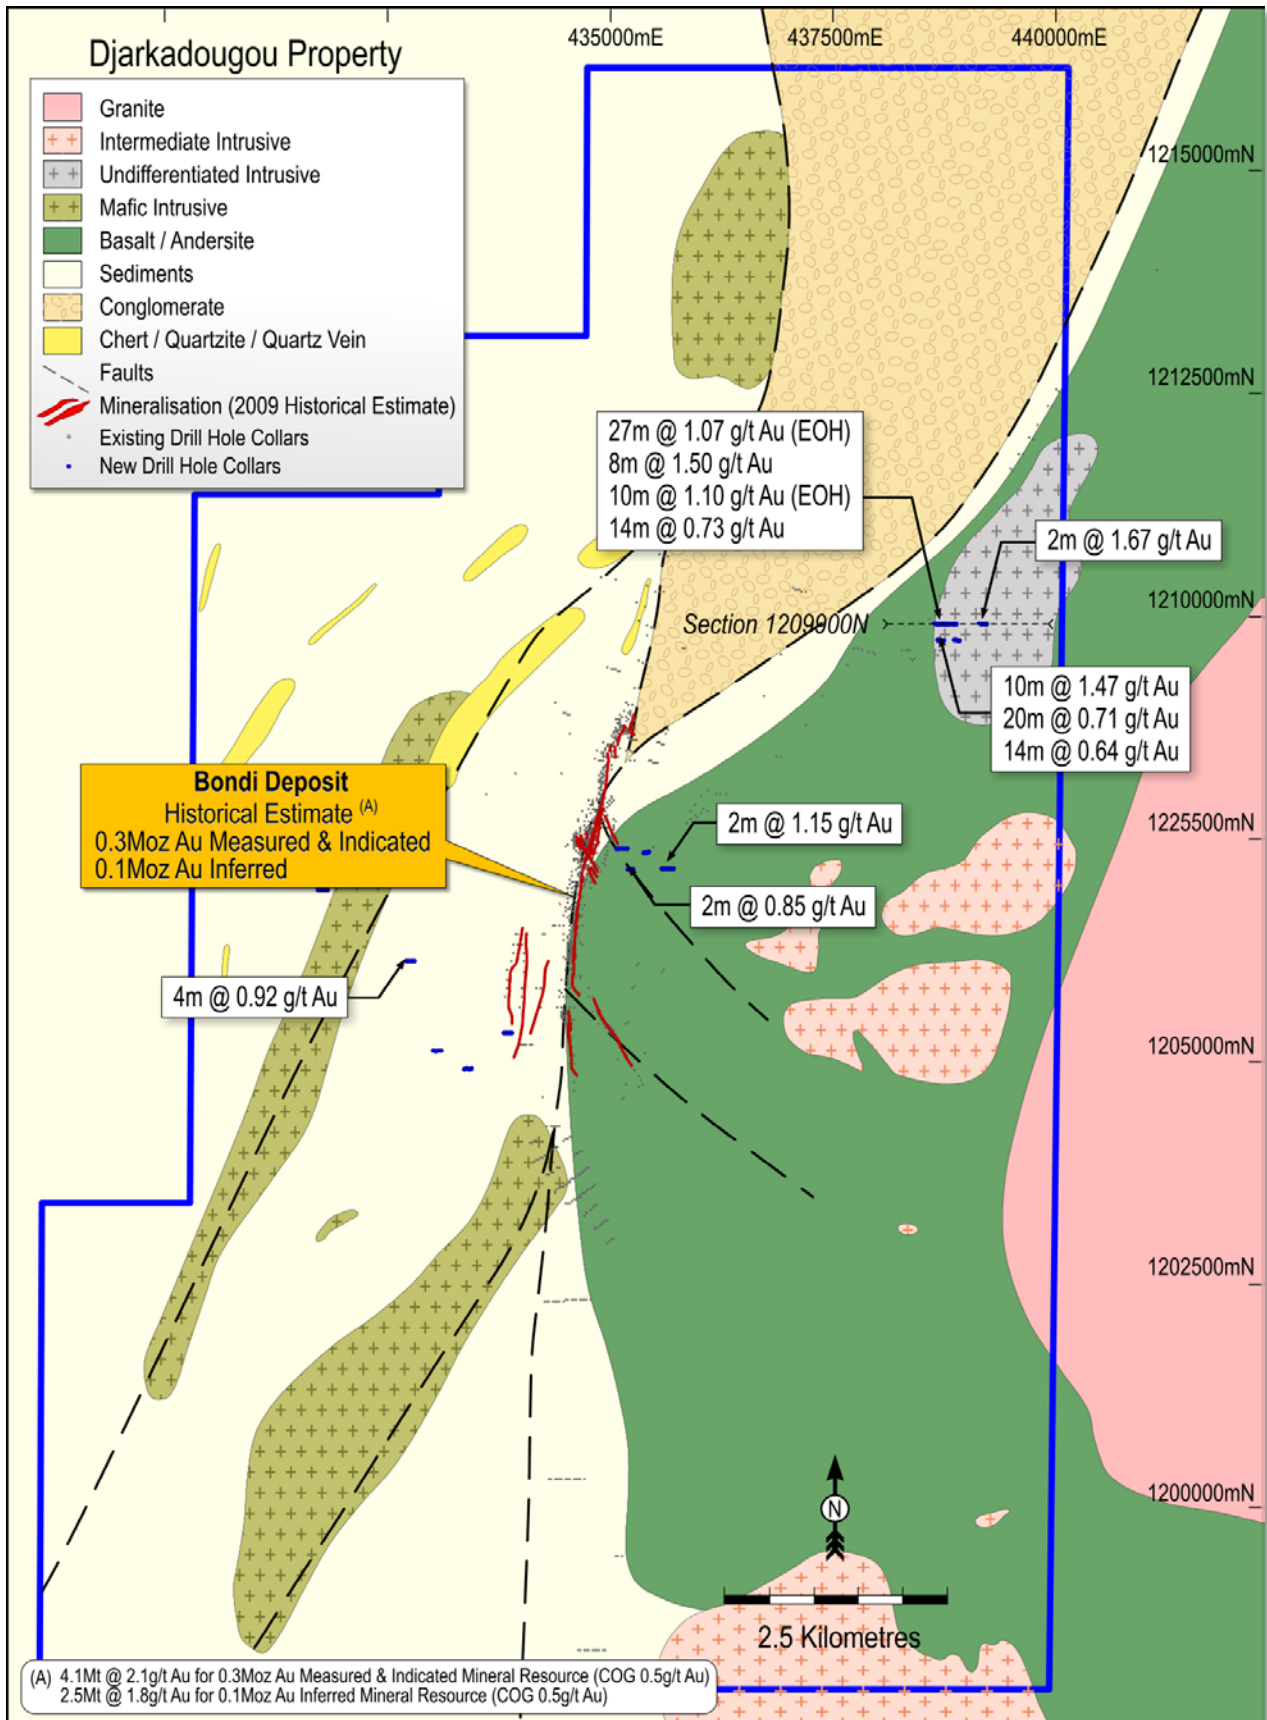 Djarkadougou Property
Granite
Intermediate Intrusive
Undifferentiated Intrusive
Mafic Intrusive
Basalt / Andersite
Sediments
Conglomerate
Chert / Quartzite / Quartz Vein
Faults
Mineralisation (2009 Historical Estimate)
Existing Drill Hole Collars
New Drill Hole Collars
435000mE
437500mE
440000mE
1215000mN
1212500mN
27m @ 1.07 g/t Au (EOH)
8m @ 1.50 g/t Au
10m @ 1.10 g/t Au (EOH)
14m @ 0.73 g/t Au
2m @ 1.67 g/t Au
1210000mN
Section 1209900N
10m @ 1.47 g/t Au
20m @ 0.71 g/t Au
14m @ 0.64 g/t Au
Bondi Deposit
Historical Estimate (A)
0.3Moz Au Measured & Indicated
0.1Moz Au Inferred
2m @ 1.15 g/t Au
1225500mN
2m @ 0.85 g/t Au
4m @ 0.92 g/t Au
1205000mN
1202500mN
1200000mN
N
2.5 Kilometres
(A) 4.1Mt @ 2.1g/t Au for 0.3Moz Au Measured & Indicated Mineral Resource (COG 0.5g/t Au)
2.5Mt @ 1.8g/t Au for 0.1Moz Au Inferred Mineral Resource (COG 0.5g/t Au)